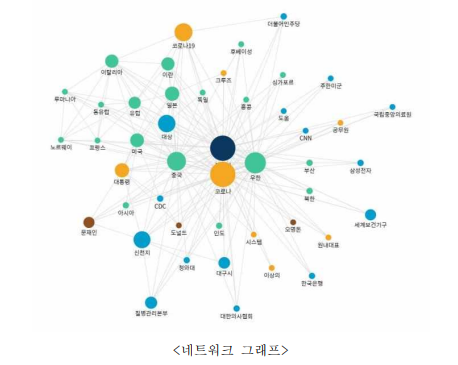 더불어민주당
코로나19
후베이성
이탈리아
이란
크루즈
싱가포르
주한미군
루마니아
일본
독일
홍콩
동유럽
유럽
국립중앙의료원
도쿄
대상
공무원
CNN
노르웨이
프랑스
미국
중국
우한
부산
삼성전자
대통령
코로나
북한
CDC
아시아
세계보건기구
문재인
도널드
인도
오명돈
신천지
시스템
원내대표
청와대
대구시
이상의
한국은행
질병관리본부
대한의사협회
<네트워크 그래프>